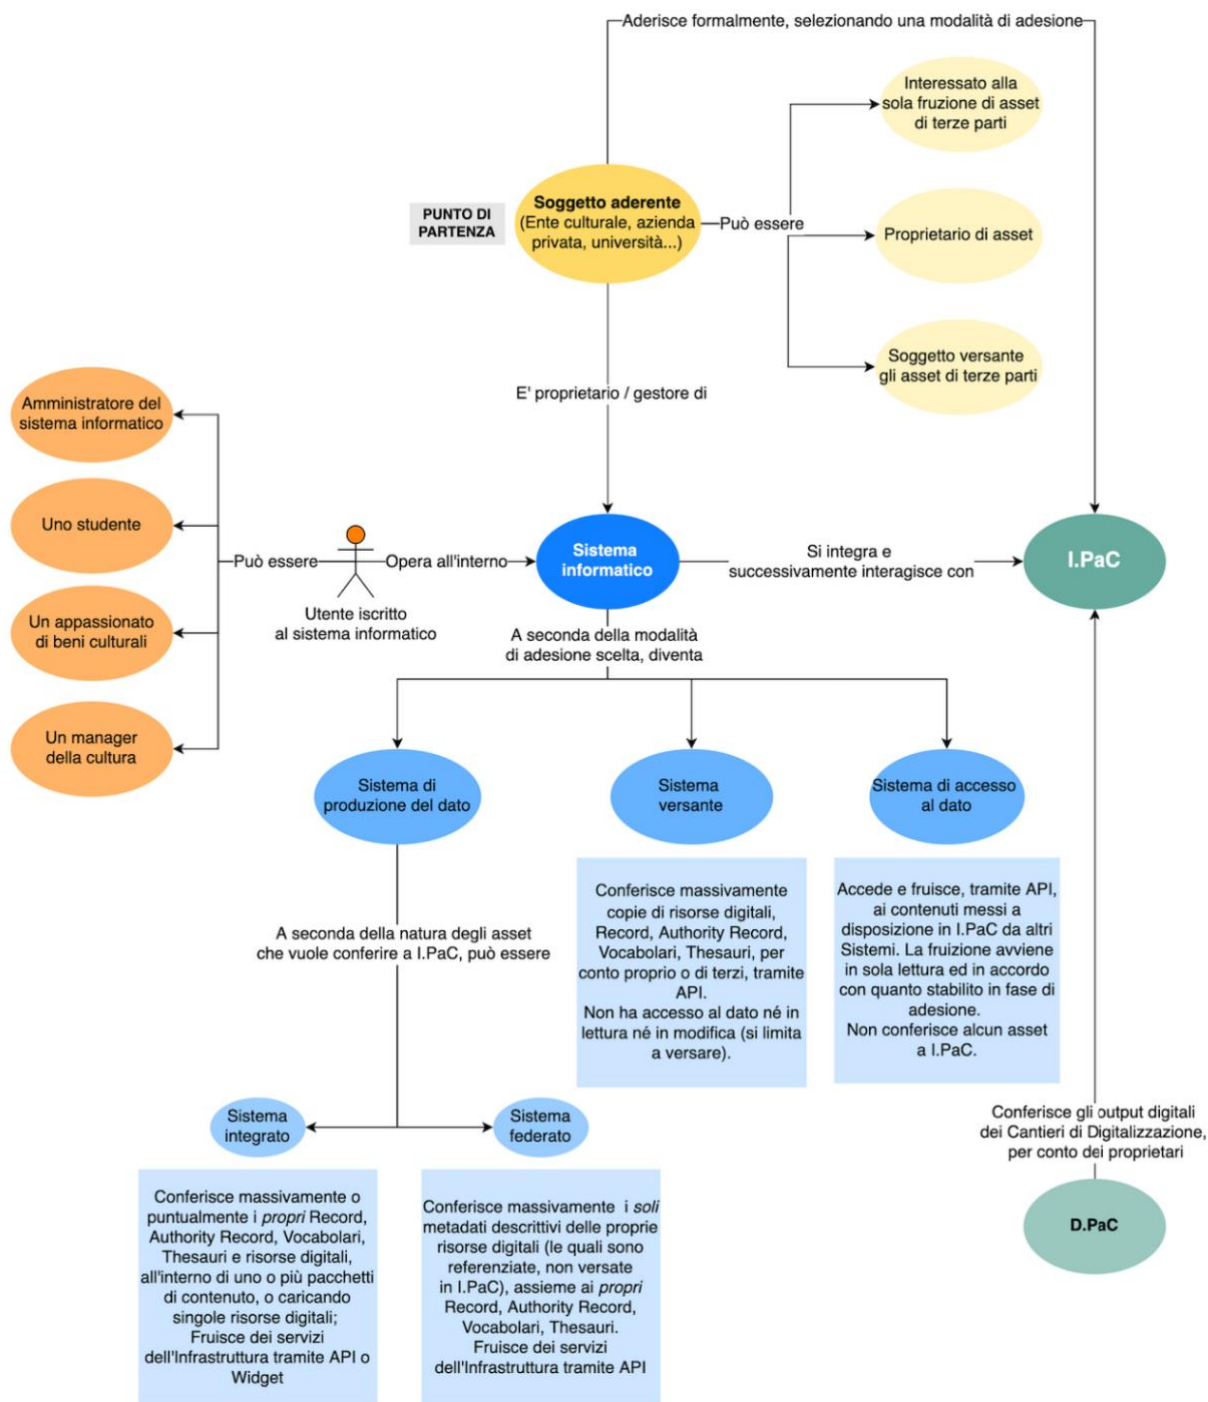 Aderisce formalmente, selezionando una modalità di adesione
Interessato alla
sola fruzione di asset
di terze parti
PUNTO DI
PARTENZA
Soggetto aderente
(Ente culturale, azienda
privata, università...)
Può essere
Proprietario di asset
Soggetto versante
gli asset di terze parti
E' proprietario / gestore di
Amministratore del
sistema informatico
Uno studente
Un appassionato
di beni culturali
Un manager
della cultura
Può essere
Utente iscritto
al sistema informatico
Opera all'interno
Sistema
informatico
Si integra e
successivamente interagisce con
I.PaC
A seconda della modalità
di adesione scelta, diventa
Sistema di
produzione del dato
Sistema
versante
Sistema di accesso
al dato
Conferisce massivamente
copie di risorse digitali,
Record, Authority Record,
Vocabolari, Thesauri, per
conto proprio o di terzi, tramite
API.
Non ha accesso al dato né in
lettura né in modifica (si limita
a versare).
Accede e fruisce, tramite API,
ai contenuti messi a
disposizione in I.PaC da altri
Sistemi. La fruizione avviene
in sola lettura ed in accordo
con quanto stabilito in fase di
adesione.
Non conferisce alcun asset
a I.PaC.
A seconda della natura degli asset
che vuole conferire a I.PaC, può essere
Sistema
integrato
Sistema
federato
Conferisce massivamente o
puntualmente i propri Record,
Authority Record, Vocabolari,
Thesauri e risorse digitali,
all'interno di uno o più pacchetti
di contenuto, o caricando
singole risorse digitali;
Fruisce dei servizi
dell'Infrastruttura tramite API o
Widget
Conferisce massivamente i soli
metadati descrittivi delle proprie
risorse digitali (le quali sono
referenziate, non versate
in I.PaC), assieme ai propri
Record, Authority Record,
Vocabolari, Thesauri.
Fruisce dei servizi
dell'Infrastruttura tramite API
Conferisce gli output digitali
dei Cantieri di Digitalizzazione,
per conto dei proprietari
D.PaC